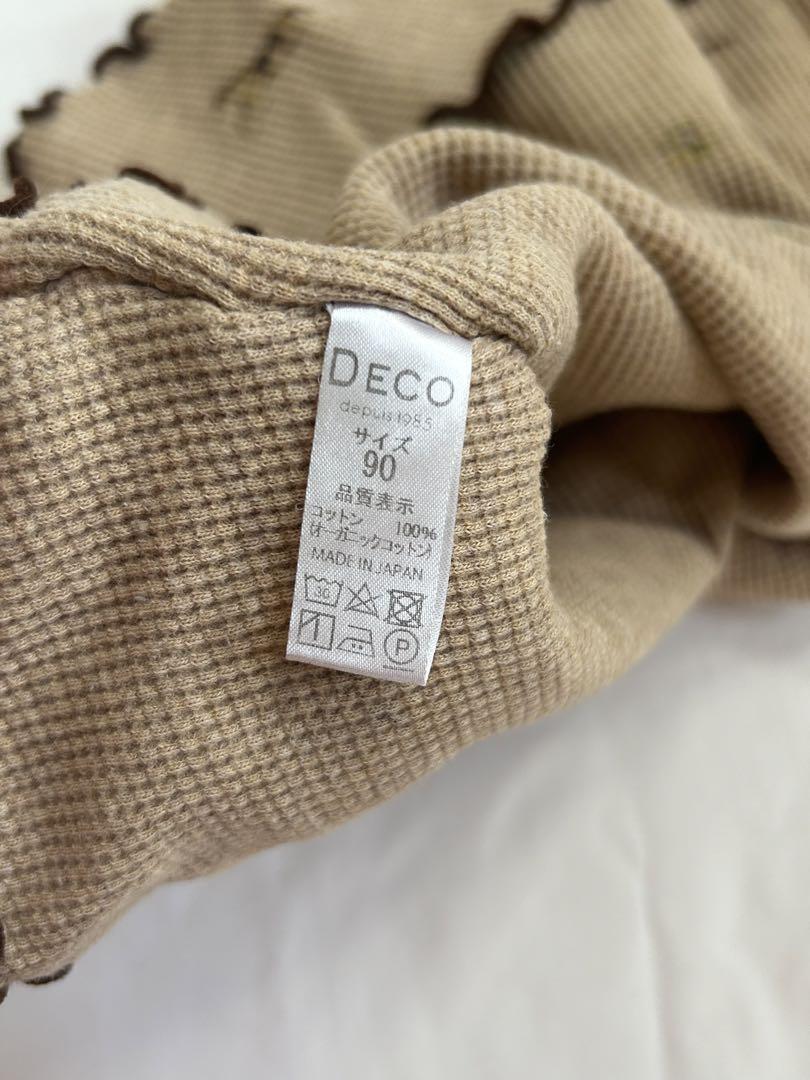 DECO
depuis1985
サイズ
90
品質表示
コットン 100%
(オーガニックコットン)
MADE IN JAPAN
30
P